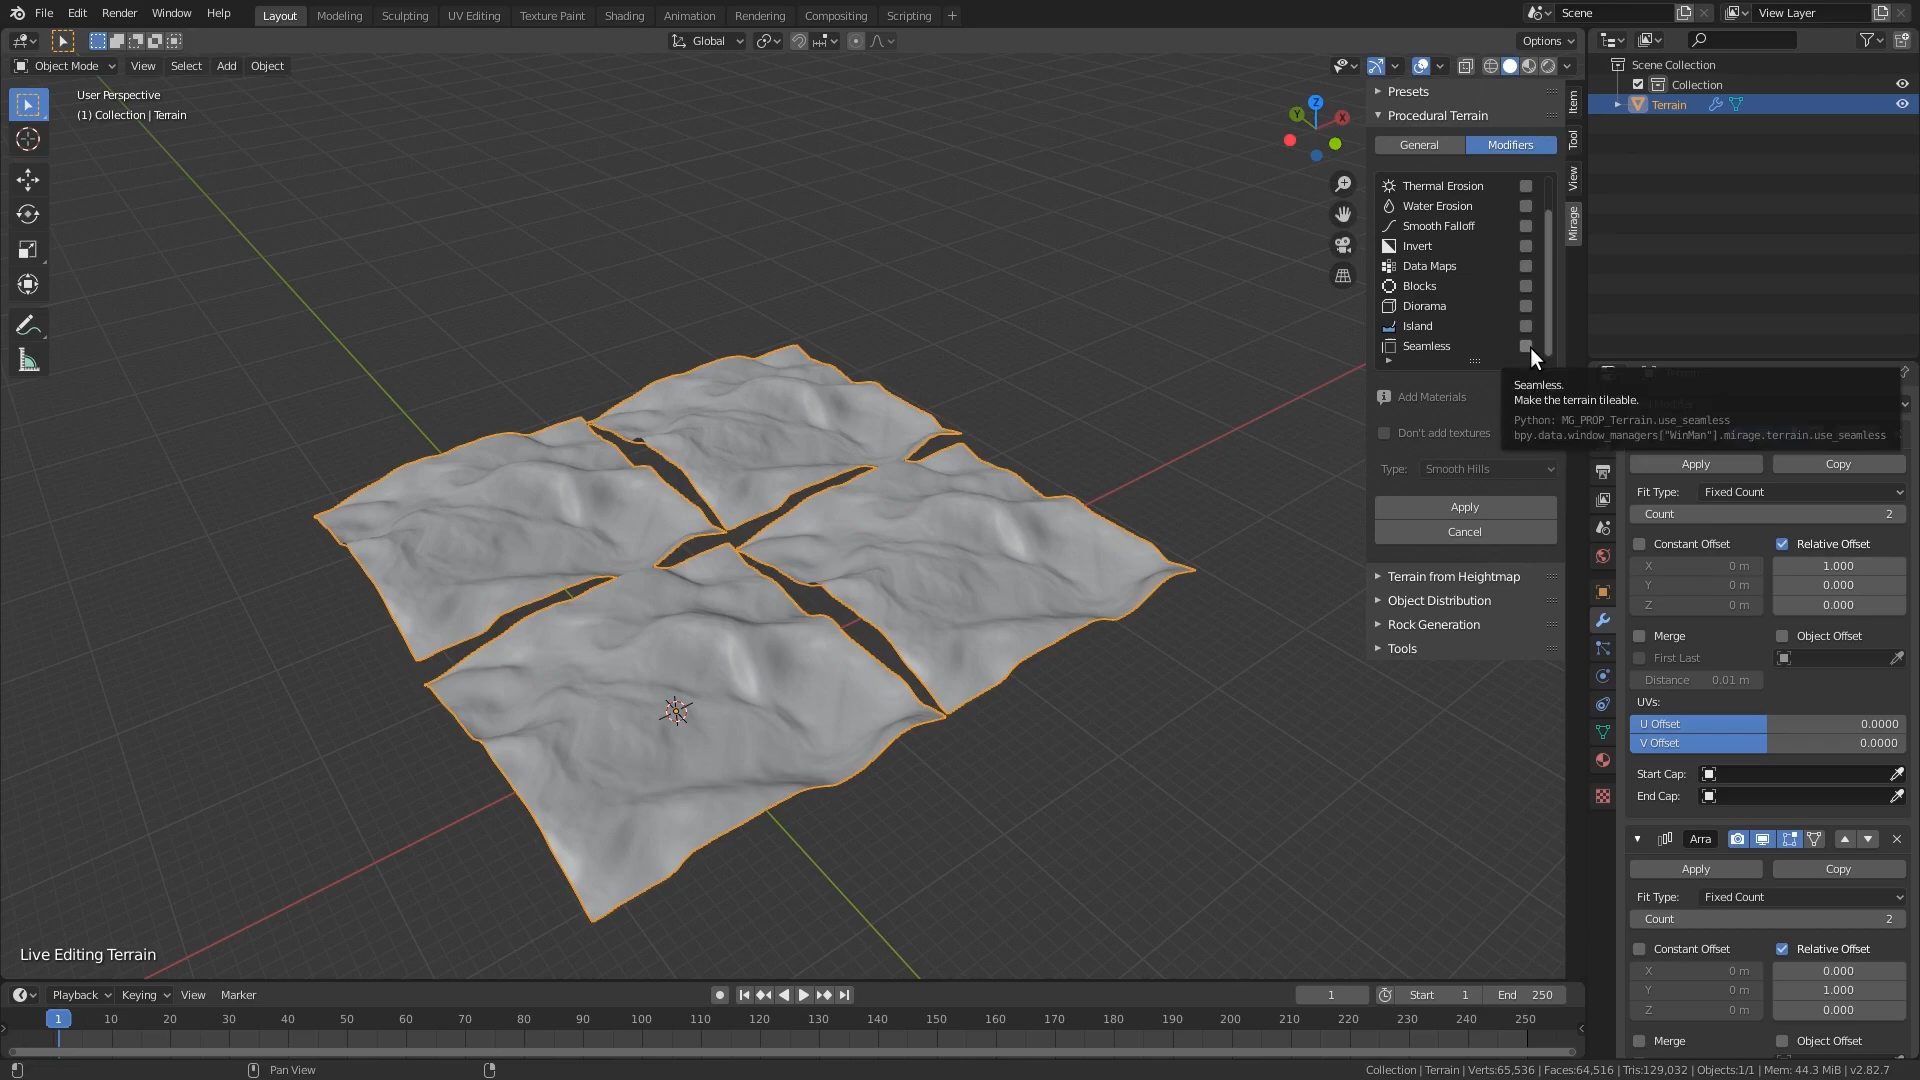 File Edit Render Window Help Layout Modeling Sculpting UV Editing Texture Paint Shading Animation Rendering Compositing Scripting +
Scene View Layer
Global Options
Object Mode View Select Add Object
User Perspective
(1) Collection | Terrain
Z
Y
X
Item
Tool
View
Mirage
Presets
Procedural Terrain
General Modifiers
Thermal Erosion
Water Erosion
Smooth Falloff
Invert
Data Maps
Blocks
Diorama
Island
Seamless
Add Materials
Don't add textures
Type: Smooth Hills
Apply
Cancel
Terrain from Heightmap
Object Distribution
Rock Generation
Tools
Seamless.
Make the terrain tileable.
Python: MG_PROP_Terrain.use_seamless
bpy.data.window_managers["WinMan"].mirage.terrain.use_seamless
Scene Collection
Collection
Terrain
Apply Copy
Fit Type: Fixed Count
Count 2
Constant Offset Relative Offset
X 0 m 1.000
Y 0 m 0.000
Z 0 m 0.000
Merge Object Offset
First Last
Distance 0.01 m
UVs:
U Offset 0.0000
V Offset 0.0000
Start Cap:
End Cap:
Arra
Apply Copy
Fit Type: Fixed Count
Count 2
Constant Offset Relative Offset
X 0 m 0.000
Y 0 m 1.000
Z 0 m 0.000
Merge Object Offset
Live Editing Terrain
Playback Keying View Marker 1 Start 1 End 250
1 10 20 30 40 50 60 70 80 90 100 110 120 130 140 150 160 170 180 190 200 210 220 230 240 250
Pan View
Collection | Terrain | Verts:65,536 | Faces:64,516 | Tris:129,032 | Objects:1/1 | Mem: 44.3 MiB | v2.82.7